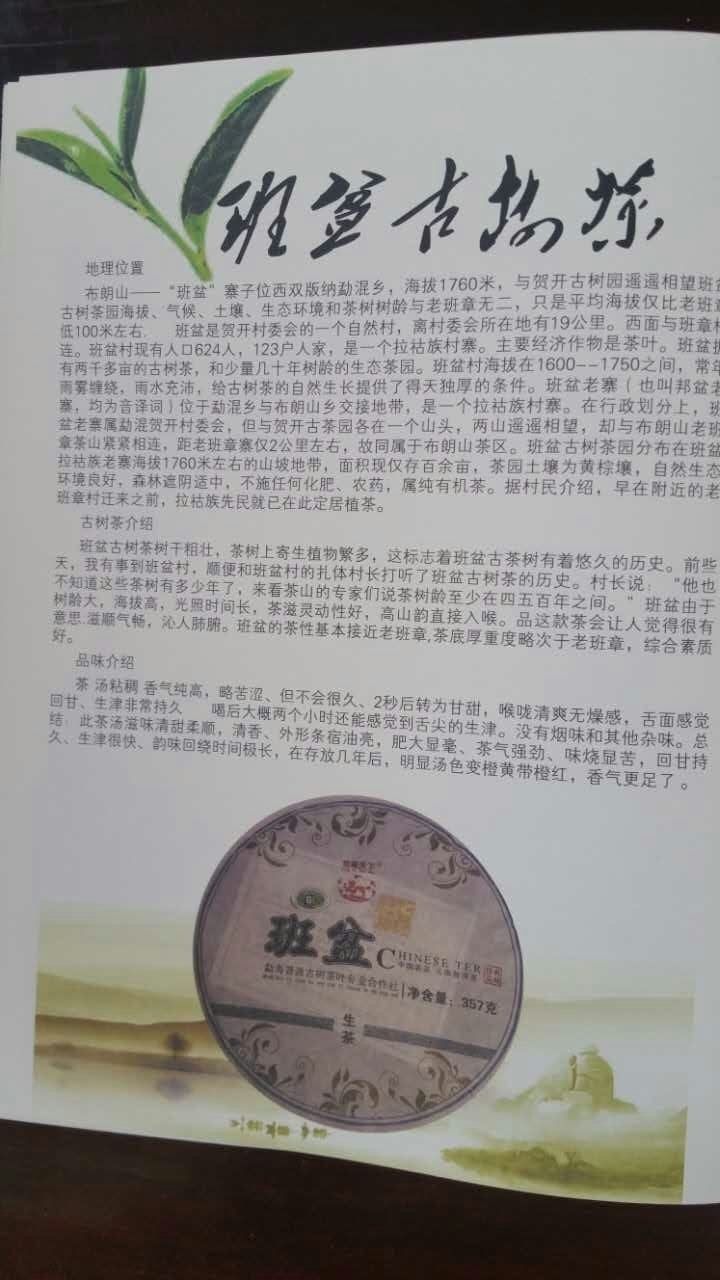 班盆古树茶
地理位置
布朗山——“班盆”寨子位西双版纳勐混乡，海拔1760米，与贺开古树园遥遥相望班盆
古树茶园海拔、气候、土壤、生态环境和茶树树龄与老班章无二，只是平均海拔仅比老班章
低100米左右. 班盆是贺开村委会的一个自然村，离村委会所在地有19公里。西面与班章村
连。班盆村现有人口624人，123户人家，是一个拉祜族村寨。主要经济作物是茶叶。班盆拥
有两千多亩的古树茶，和少量几十年树龄的生态茶园。班盆村海拔在1600--1750之间，常年
雨雾缠绕，雨水充沛，给古树茶的自然生长提供了得天独厚的条件。班盆老寨（也叫邦盆老
寨，均为音译词）位于勐混乡与布朗山乡交接地带，是一个拉祜族村寨。在行政划分上，班
盆老寨属勐混贺开村委会，但与贺开古茶园各在一个山头，两山遥遥相望，却与布朗山老班
章茶山紧紧相连，距老班章寨仅2公里左右，故同属于布朗山茶区。班盆古树茶园分布在班盆
拉祜族老寨海拔1760米左右的山坡地带，面积现仅存百余亩，茶园土壤为黄棕壤，自然生态
环境良好，森林遮阴适中，不施任何化肥、农药，属纯有机茶。据村民介绍，早在附近的老
班章村迁来之前，拉祜族先民就已在此定居植茶。
古树茶介绍
班盆古树茶树干粗壮，茶树上寄生植物繁多，这标志着班盆古茶树有着悠久的历史。前些
天，我有事到班盆村，顺便和班盆村的扎体村长打听了班盆古树茶的历史。村长说：“他也
不知道这些茶树有多少年了，来看茶山的专家们说茶树龄至少在四五百年之间。”班盆由于
树龄大，海拔高，光照时间长，茶滋灵动性好，高山韵直接入喉。品这款茶会让人觉得很有
意思.滋顺气畅，沁人肺腑。班盆的茶性基本接近老班章,茶底厚重度略次于老班章，综合素质
好。
品味介绍
茶 汤粘稠 香气纯高，略苦涩、但不会很久、2秒后转为甘甜，喉咙清爽无燥感，舌面感觉
回甘、生津非常持久 喝后大概两个小时还能感觉到舌尖的生津。没有烟味和其他杂味。总
结：此茶汤滋味清甜柔顺，清香、外形条宿油亮，肥大显毫、茶气强劲、味烧显苦，回甘持
久、生津很快、韵味回绕时间极长，在存放几年后，明显汤色变橙黄带橙红，香气更足了。
班盆
CHINESE TER
勐海普源古树茶叶专业合作社
净含量：357克
生茶